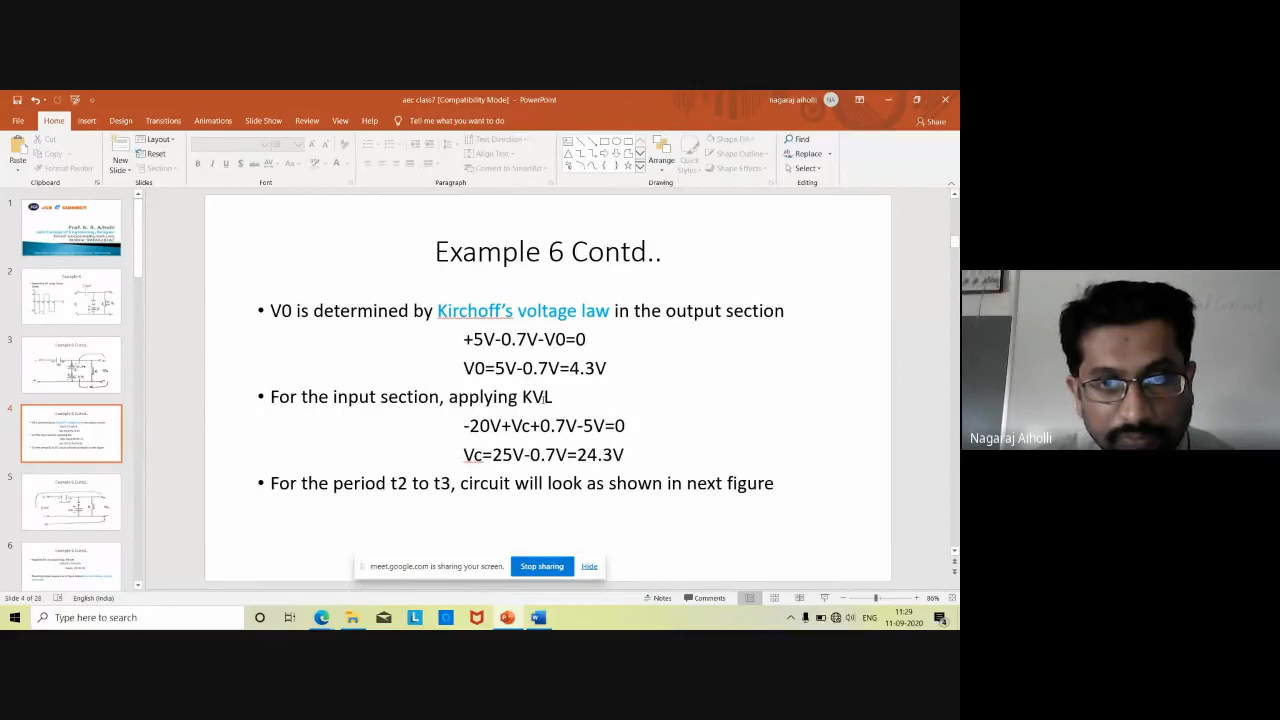 aec class7 [Compatibility Mode] - PowerPoint
nagaraj aiholli NA
File Home Insert Design Transitions Animations Slide Show Review View Help Tell me what you want to do Share
Paste
Cut
Copy
Format Painter
Clipboard
New
Slide
Layout
Reset
Section
Slides
Font
Text Direction
Align Text
Convert to SmartArt
Paragraph
Arrange
Quick
Styles
Shape Fill
Shape Outline
Shape Effects
Drawing
Find
Replace
Select
Editing
1
2
3
4
5
6
Example 6 Contd..
• V0 is determined by Kirchoff's voltage law in the output section
+5V-0.7V-V0=0
V0=5V-0.7V=4.3V
• For the input section, applying KVL
-20V+Vc+0.7V-5V=0
Vc=25V-0.7V=24.3V
• For the period t2 to t3, circuit will look as shown in next figure
meet.google.com is sharing your screen. Stop sharing Hide
Slide 4 of 28 English (India) Notes Comments 86%
Type here to search
ENG
11:29
11-09-2020
Nagaraj Aiholli